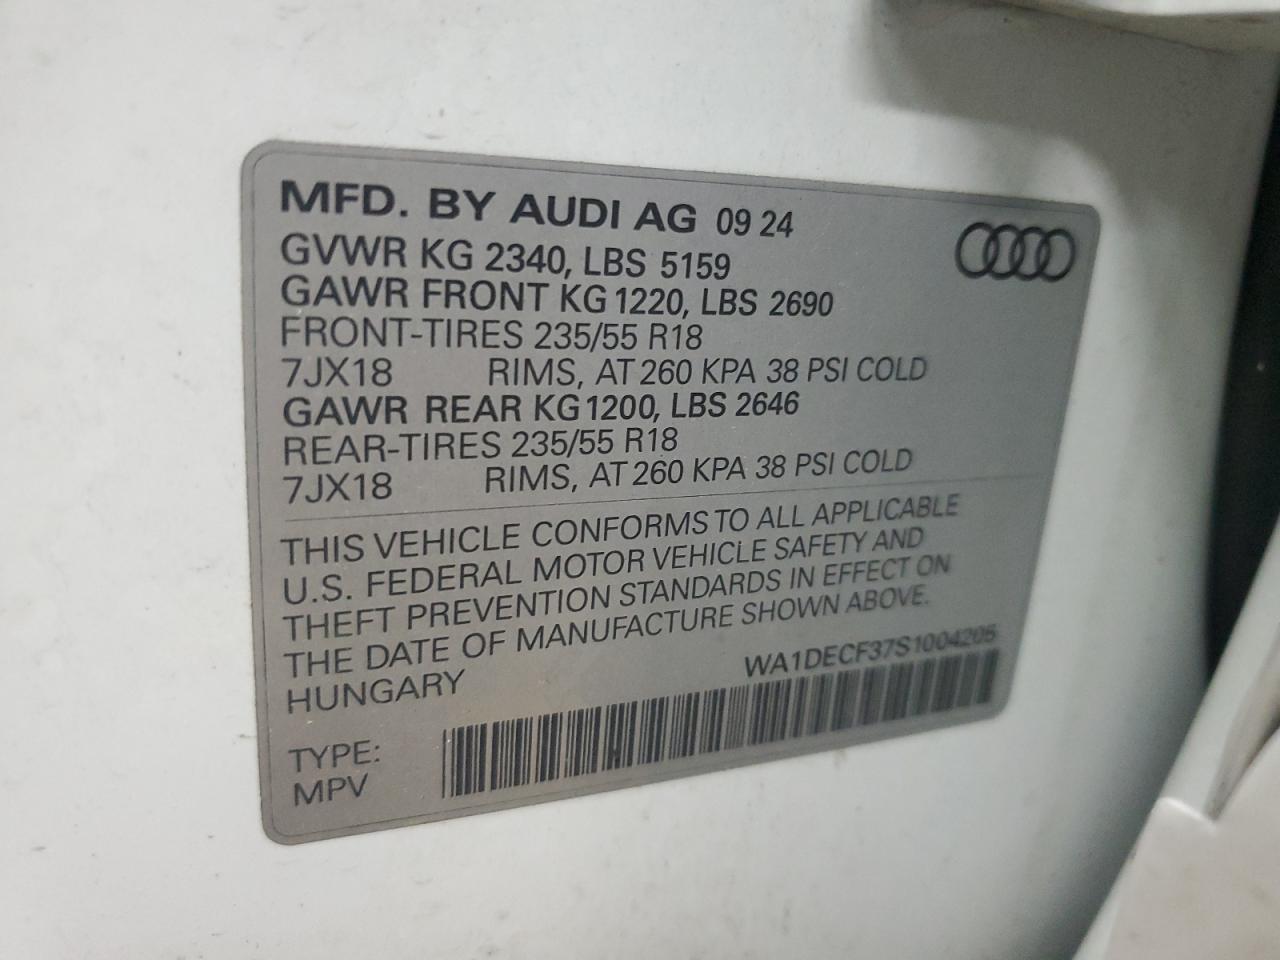 MFD. BY AUDI AG 09 24
GVWR KG 2340, LBS 5159
GAWR FRONT KG 1220, LBS 2690
FRONT-TIRES 235/55 R18
7JX18 RIMS, AT 260 KPA 38 PSI COLD
GAWR REAR KG 1200, LBS 2646
REAR-TIRES 235/55 R18
7JX18 RIMS, AT 260 KPA 38 PSI COLD
THIS VEHICLE CONFORMS TO ALL APPLICABLE
U.S. FEDERAL MOTOR VEHICLE SAFETY AND
THEFT PREVENTION STANDARDS IN EFFECT ON
THE DATE OF MANUFACTURE SHOWN ABOVE.
HUNGARY WA1DECF37S1004205
TYPE:
MPV